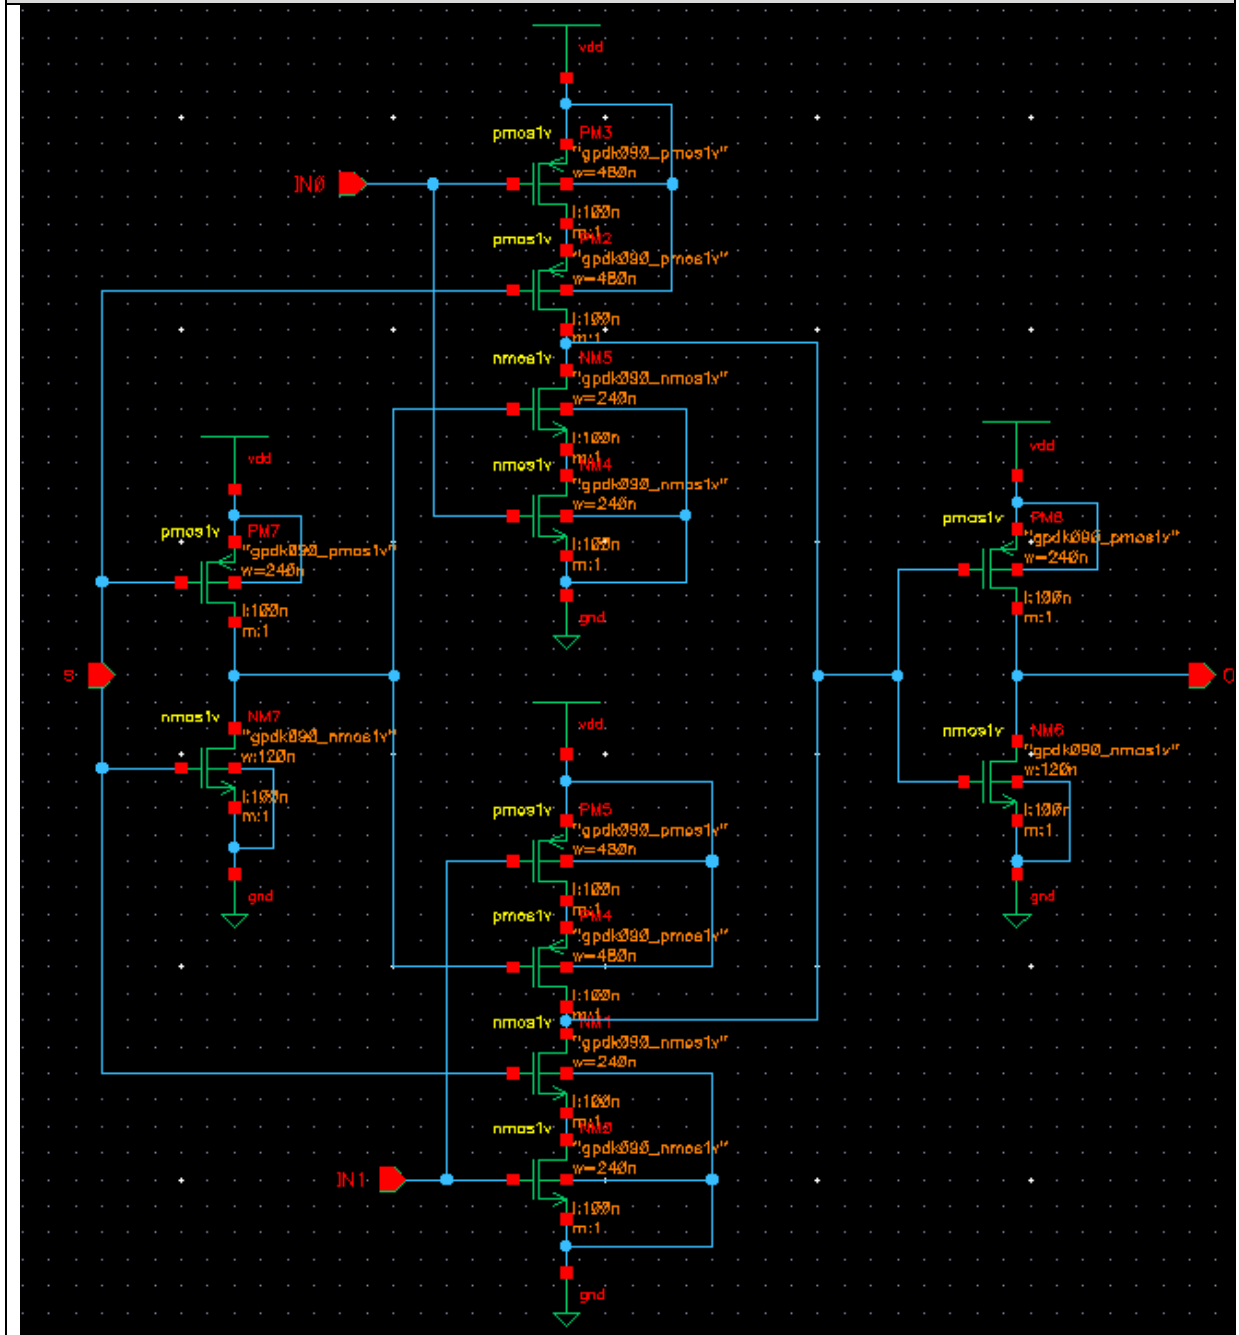 vdd
pmos1v PM3
"gpdk090_pmos1v"
w=480n
IN0
l:100n
m:1
pmos1v PM2
"gpdk090_pmos1v"
w=480n
l:100n
m:1
nmos1v NM5
"gpdk090_nmos1v"
w=240n
l:100n
m:1
nmos1v NM4
"gpdk090_nmos1v"
w=240n
l:100n
m:1
gnd
vdd
pmos1v PM7
"gpdk090_pmos1v"
w=240n
l:100n
m:1
S
nmos1v NM7
"gpdk090_nmos1v"
w:120n
l:100n
m:1
gnd
vdd
pmos1v
"gpdk090_pmos1v"
w=240n
l:100n
m:1
O
nmos1v NM6
"gpdk090_nmos1v"
w:120n
l:100n
m:1
gnd
vdd
pmos1v PM5
"gpdk090_pmos1v"
w=480n
l:100n
m:1
pmos1v PM4
"gpdk090_pmos1v"
w=480n
l:100n
m:1
nmos1v NM1
"gpdk090_nmos1v"
w=240n
l:100n
m:1
nmos1v
"gpdk090_nmos1v"
w=240n
IN1
l:100n
m:1
gnd